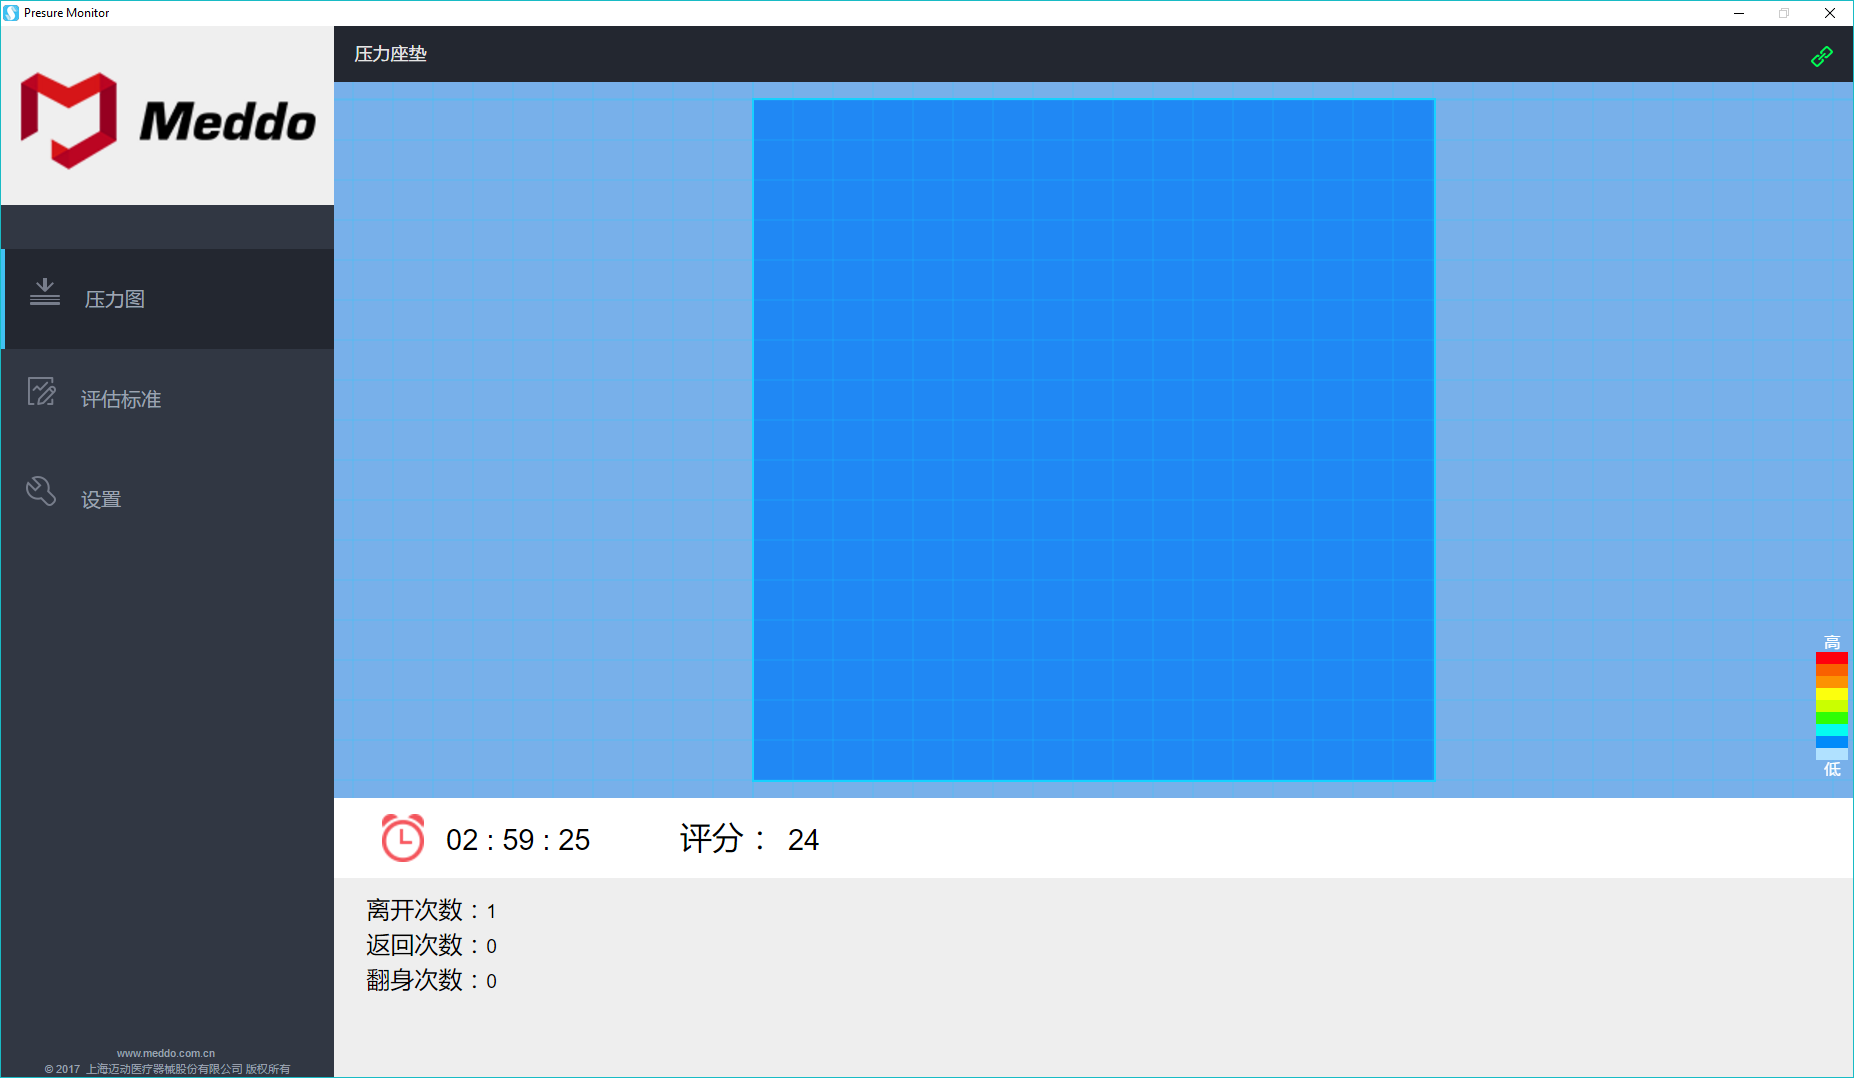 Presure Monitor
Meddo
压力座垫
压力图
评估标准
设置
高
低
02 : 59 : 25
评分： 24
离开次数：1
返回次数：0
翻身次数：0
www.meddo.com.cn
© 2017 上海迈动医疗器械股份有限公司 版权所有